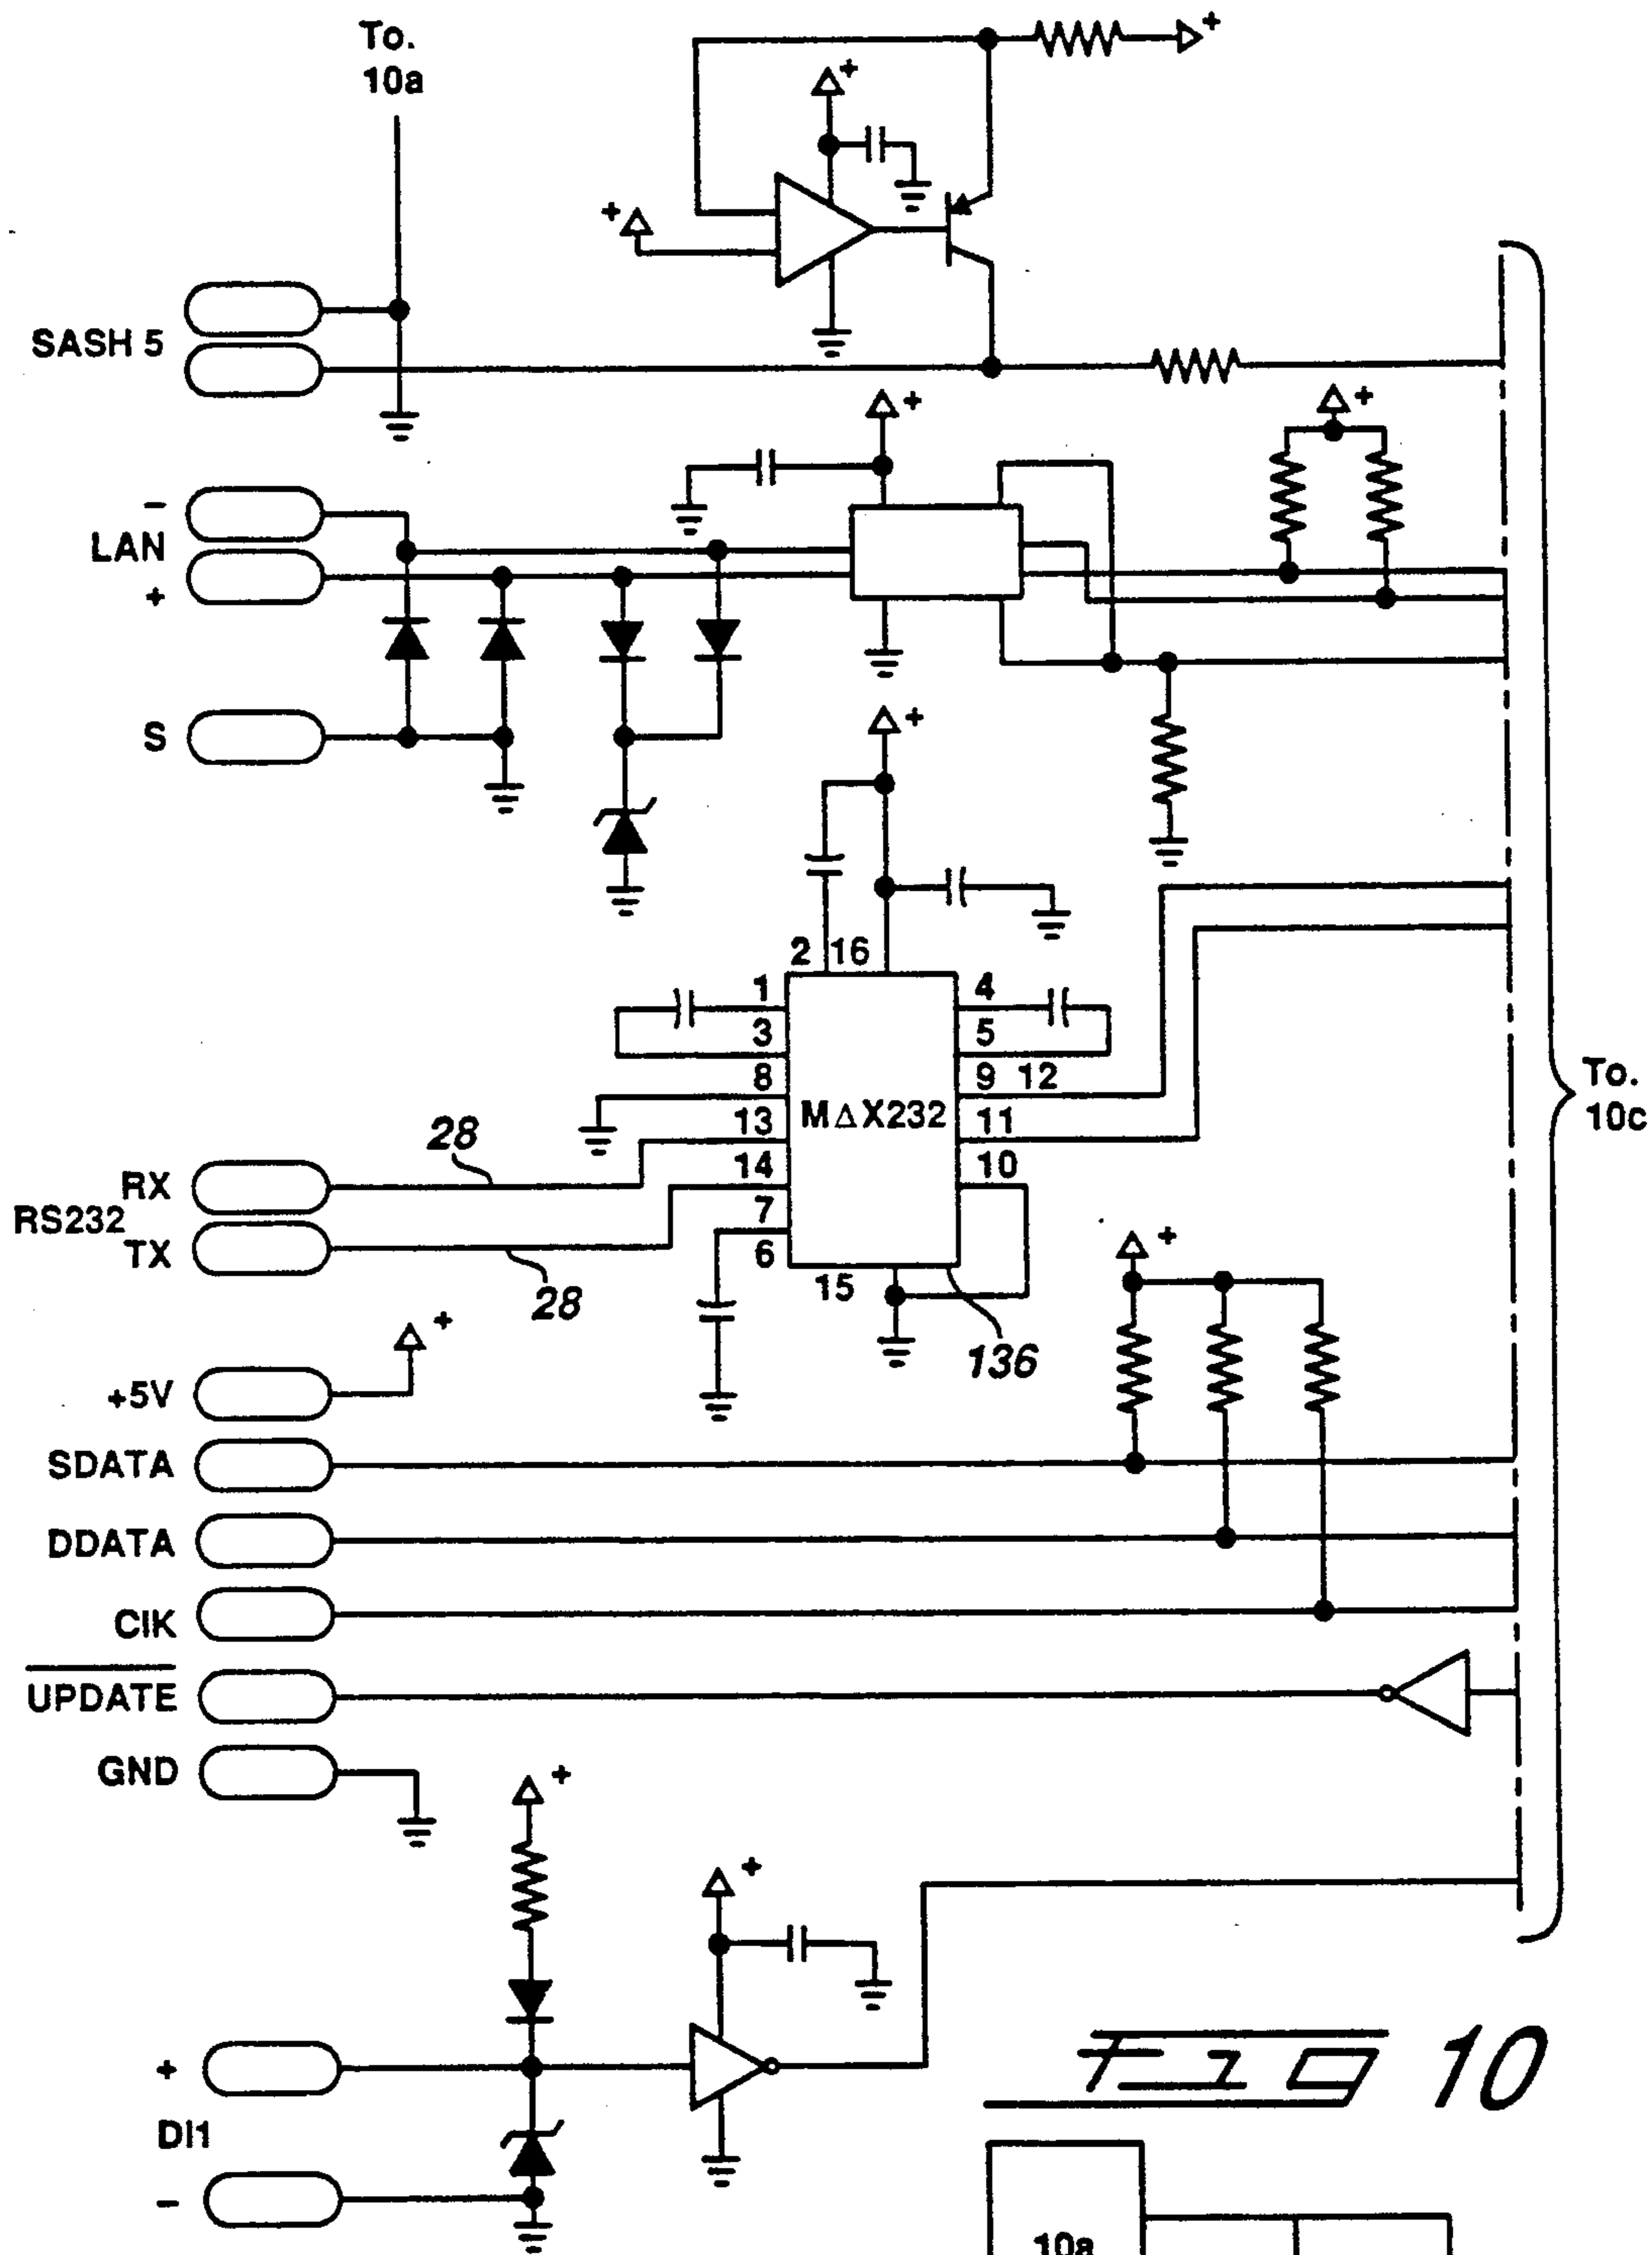 To.
10a
+
+
+
+
SASH 5
+
+
−
LAN
+
S
+
2 16
1
4
3
5
8
9 12
MΔX232
13
11
14
10
7
6
15
28
RX
RS232
TX
28
136
To.
10c
+
+
+5V
SDATA
DDATA
ClK
UPDATE
GND
+
+
+
DI1
−
Fig 10
10a